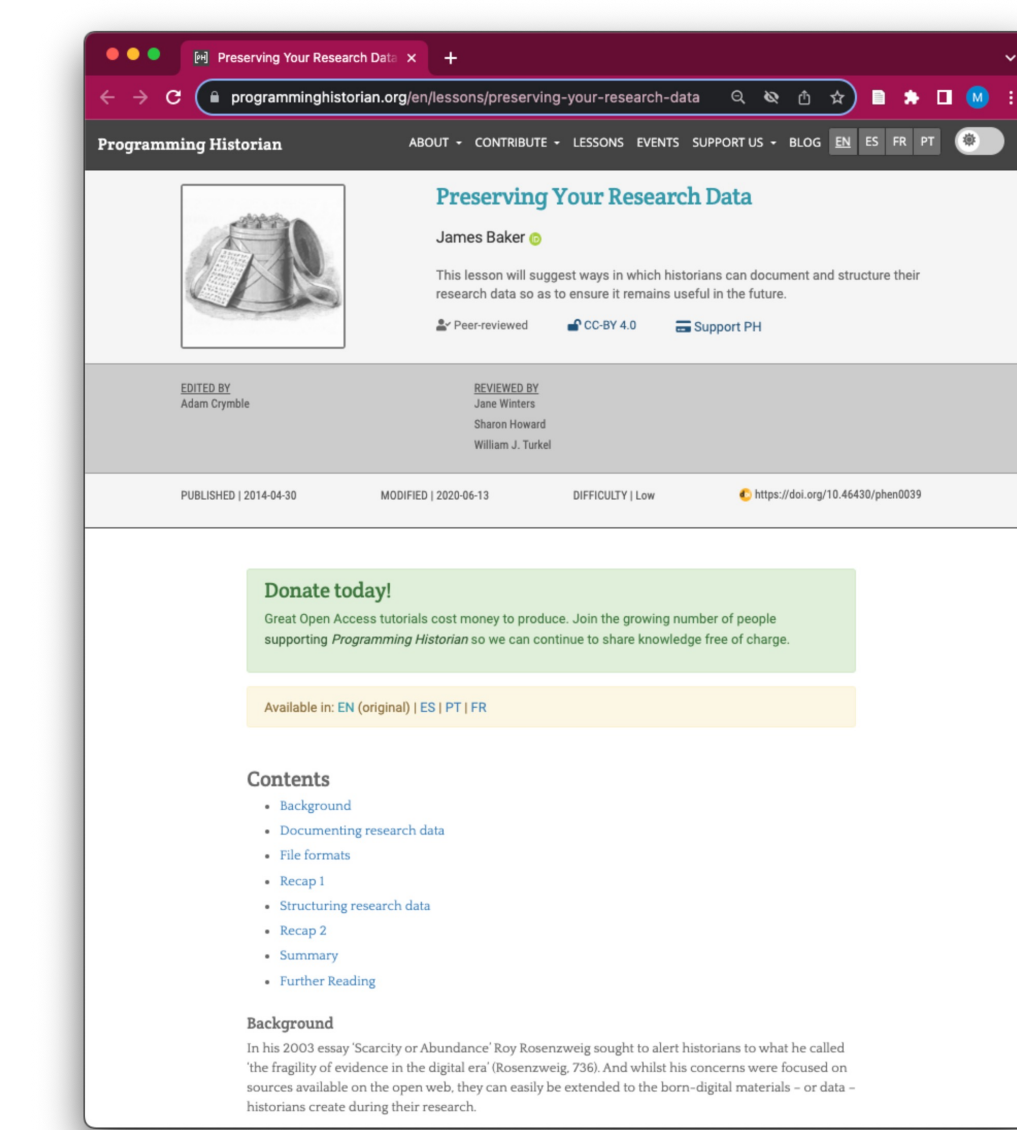 [PH] Preserving Your Research Data
programminghistorian.org/en/lessons/preserving-your-research-data
M
Programming Historian
ABOUT CONTRIBUTE LESSONS EVENTS SUPPORT US BLOG EN ES FR PT
Preserving Your Research Data
James Baker iD
This lesson will suggest ways in which historians can document and structure their
research data so as to ensure it remains useful in the future.
Peer-reviewed CC-BY 4.0 Support PH
EDITED BY
Adam Crymble
REVIEWED BY
Jane Winters
Sharon Howard
William J. Turkel
PUBLISHED | 2014-04-30 MODIFIED | 2020-06-13 DIFFICULTY | Low https://doi.org/10.46430/phen0039
Donate today!
Great Open Access tutorials cost money to produce. Join the growing number of people
supporting Programming Historian so we can continue to share knowledge free of charge.
Available in: EN (original) | ES | PT | FR
Contents
• Background
• Documenting research data
• File formats
• Recap 1
• Structuring research data
• Recap 2
• Summary
• Further Reading
Background
In his 2003 essay 'Scarcity or Abundance' Roy Rosenzweig sought to alert historians to what he called
'the fragility of evidence in the digital era' (Rosenzweig, 736). And whilst his concerns were focused on
sources available on the open web, they can easily be extended to the born-digital materials – or data –
historians create during their research.